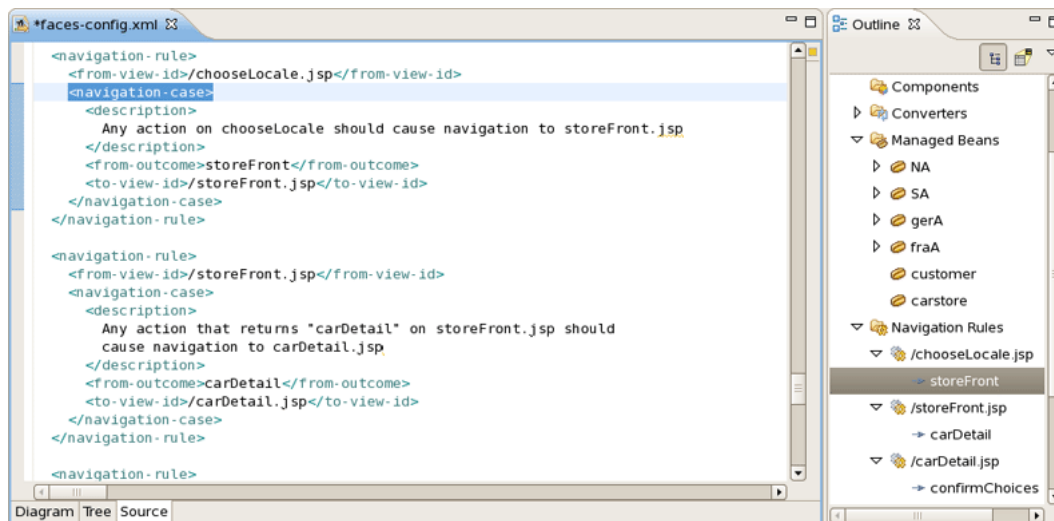 *faces-config.xml
<navigation-rule>
<from-view-id>/chooseLocale.jsp</from-view-id>
<navigation-case>
<description>
Any action on chooseLocale should cause navigation to storeFront.jsp
</description>
<from-outcome>storeFront</from-outcome>
<to-view-id>/storeFront.jsp</to-view-id>
</navigation-case>
</navigation-rule>
<navigation-rule>
<from-view-id>/storeFront.jsp</from-view-id>
<navigation-case>
<description>
Any action that returns "carDetail" on storeFront.jsp should
cause navigation to carDetail.jsp
</description>
<from-outcome>carDetail</from-outcome>
<to-view-id>/carDetail.jsp</to-view-id>
</navigation-case>
</navigation-rule>
<navigation-rule>
Diagram Tree Source
Outline
Components
Converters
Managed Beans
NA
SA
gerA
fraA
customer
carstore
Navigation Rules
/chooseLocale.jsp
storeFront
/storeFront.jsp
carDetail
/carDetail.jsp
confirmChoices